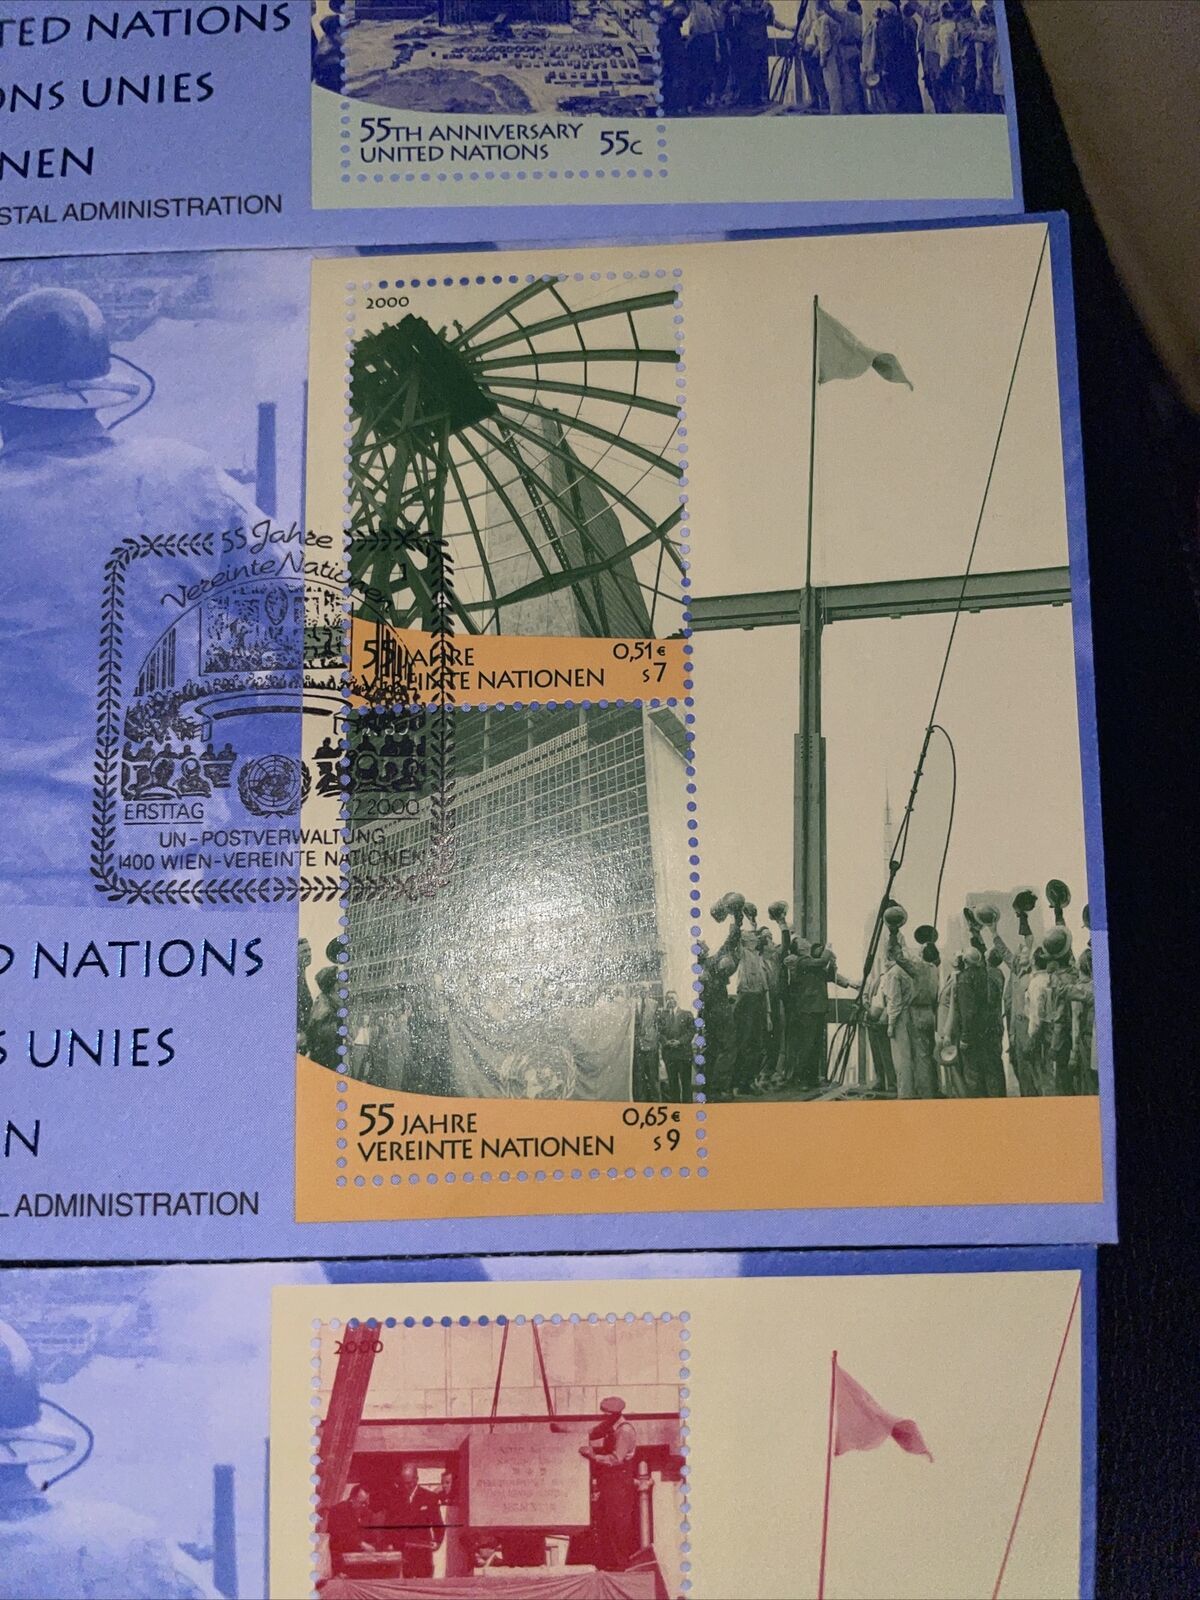 TED NATIONS
ONS UNIES
NEN
STAL ADMINISTRATION
55TH ANNIVERSARY
UNITED NATIONS
55c
2000
55 JAHRE
VEREINTE NATIONEN
0,51€
s7
55 Jahre
Vereinte Nationen
ERSTTAG
7.7.2000
UN-POSTVERWALTUNG
1400 WIEN-VEREINTE NATIONEN
D NATIONS
S UNIES
N
L ADMINISTRATION
55 JAHRE
VEREINTE NATIONEN
0,65€
s9
2000